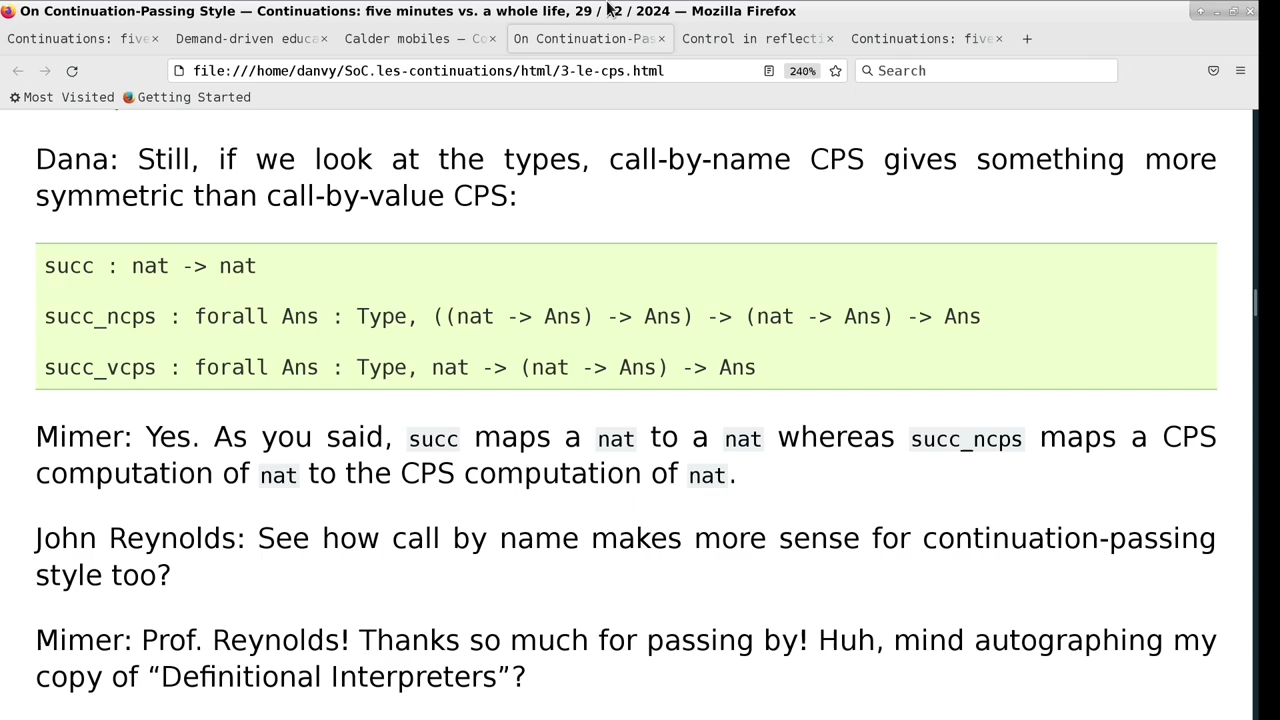 On Continuation-Passing Style — Continuations: five minutes vs. a whole life, 29 / 2 / 2024 — Mozilla Firefox
Continuations: five
Demand-driven educa
Calder mobiles — Co
On Continuation-Pas
Control in reflecti
Continuations: five
file:///home/danvy/SoC.les-continuations/html/3-le-cps.html
240%
Search
Most Visited
Getting Started
Dana: Still, if we look at the types, call-by-name CPS gives something more
symmetric than call-by-value CPS:
succ : nat -> nat
succ_ncps : forall Ans : Type, ((nat -> Ans) -> Ans) -> (nat -> Ans) -> Ans
succ_vcps : forall Ans : Type, nat -> (nat -> Ans) -> Ans
Mimer: Yes. As you said, succ maps a nat to a nat whereas succ_ncps maps a CPS
computation of nat to the CPS computation of nat.
John Reynolds: See how call by name makes more sense for continuation-passing
style too?
Mimer: Prof. Reynolds! Thanks so much for passing by! Huh, mind autographing my
copy of “Definitional Interpreters”?